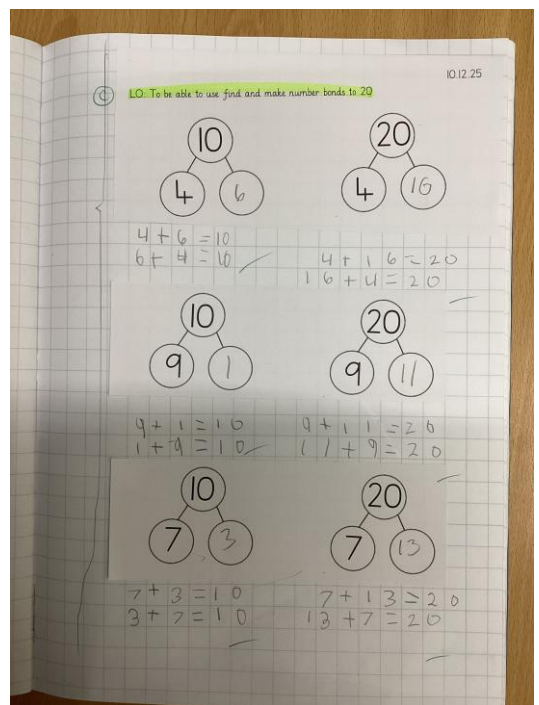 10.12.25
C LO: To be able to use find and make number bonds to 20
10 20
4 6 4 16
4 + 6 = 10
6 + 4 = 10
4 + 16 = 20
16 + 4 = 20
10 20
9 1 9 11
9 + 1 = 10 9 + 11 = 20
1 + 9 = 10 11 + 9 = 20
10 20
7 3 7 13
7 + 3 = 10 7 + 13 = 20
3 + 7 = 10 13 + 7 = 20